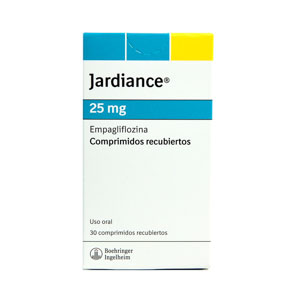 Jardiance®
25 mg
Empagliflozina
Comprimidos recubiertos
Uso oral
30 comprimidos recubiertos
Boehringer
Ingelheim